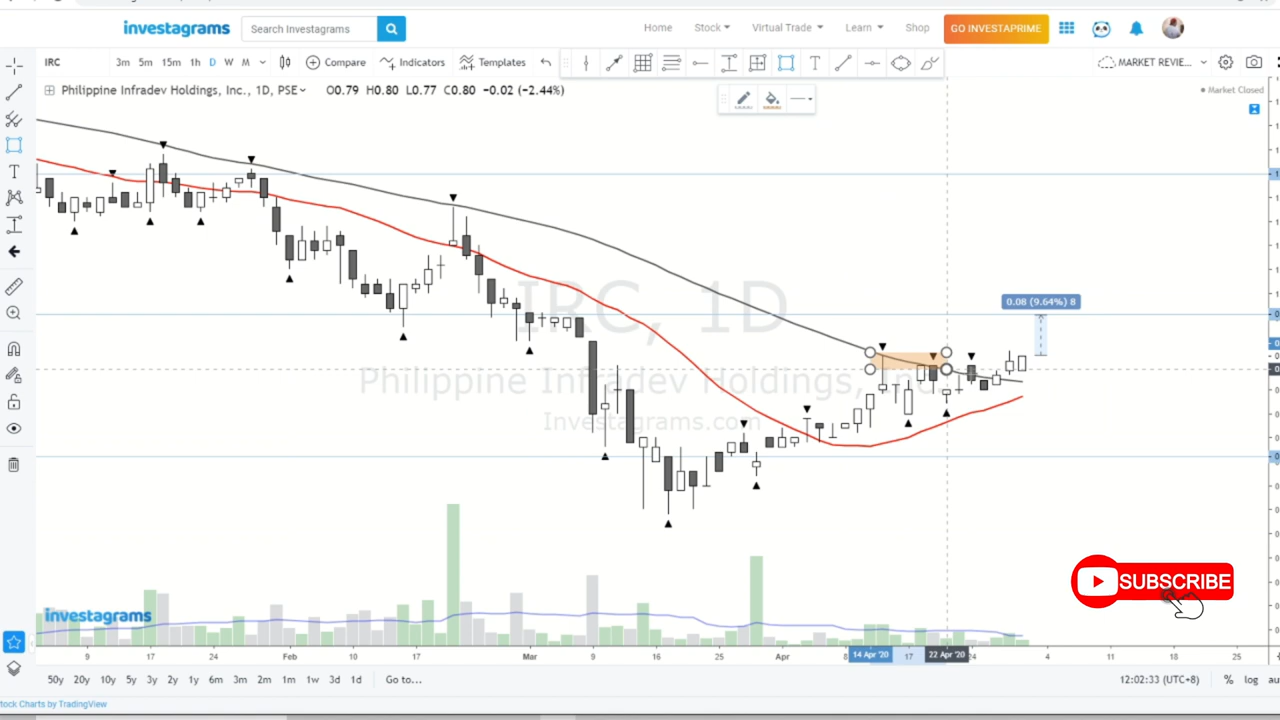 investagrams
Search Investagrams
Home
Stock
Virtual Trade
Learn
Shop
GO INVESTAPRIME
IRC
3m 5m 15m 1h D W M
Compare
Indicators
Templates
T
MARKET REVIE...
Philippine Infradev Holdings, Inc., 1D, PSE O0.79 H0.80 L0.77 C0.80 -0.02 (-2.44%)
Market Closed
0.08 (9.64%) 8
IRC, 1D
Philippine Infradev Holdings, Inc.
Investagrams.com
SUBSCRIBE
investagrams
9 17 24 Feb 10 17 Mar 9 16 24 Apr 8 14 Apr '20 17 22 Apr '20 24 4 11 18 25
50y 20y 10y 5y 3y 2y 1y 6m 3m 2m 1m 1w 3d 1d Go to...
12:02:33 (UTC+8) % log au
tock Charts by TradingView